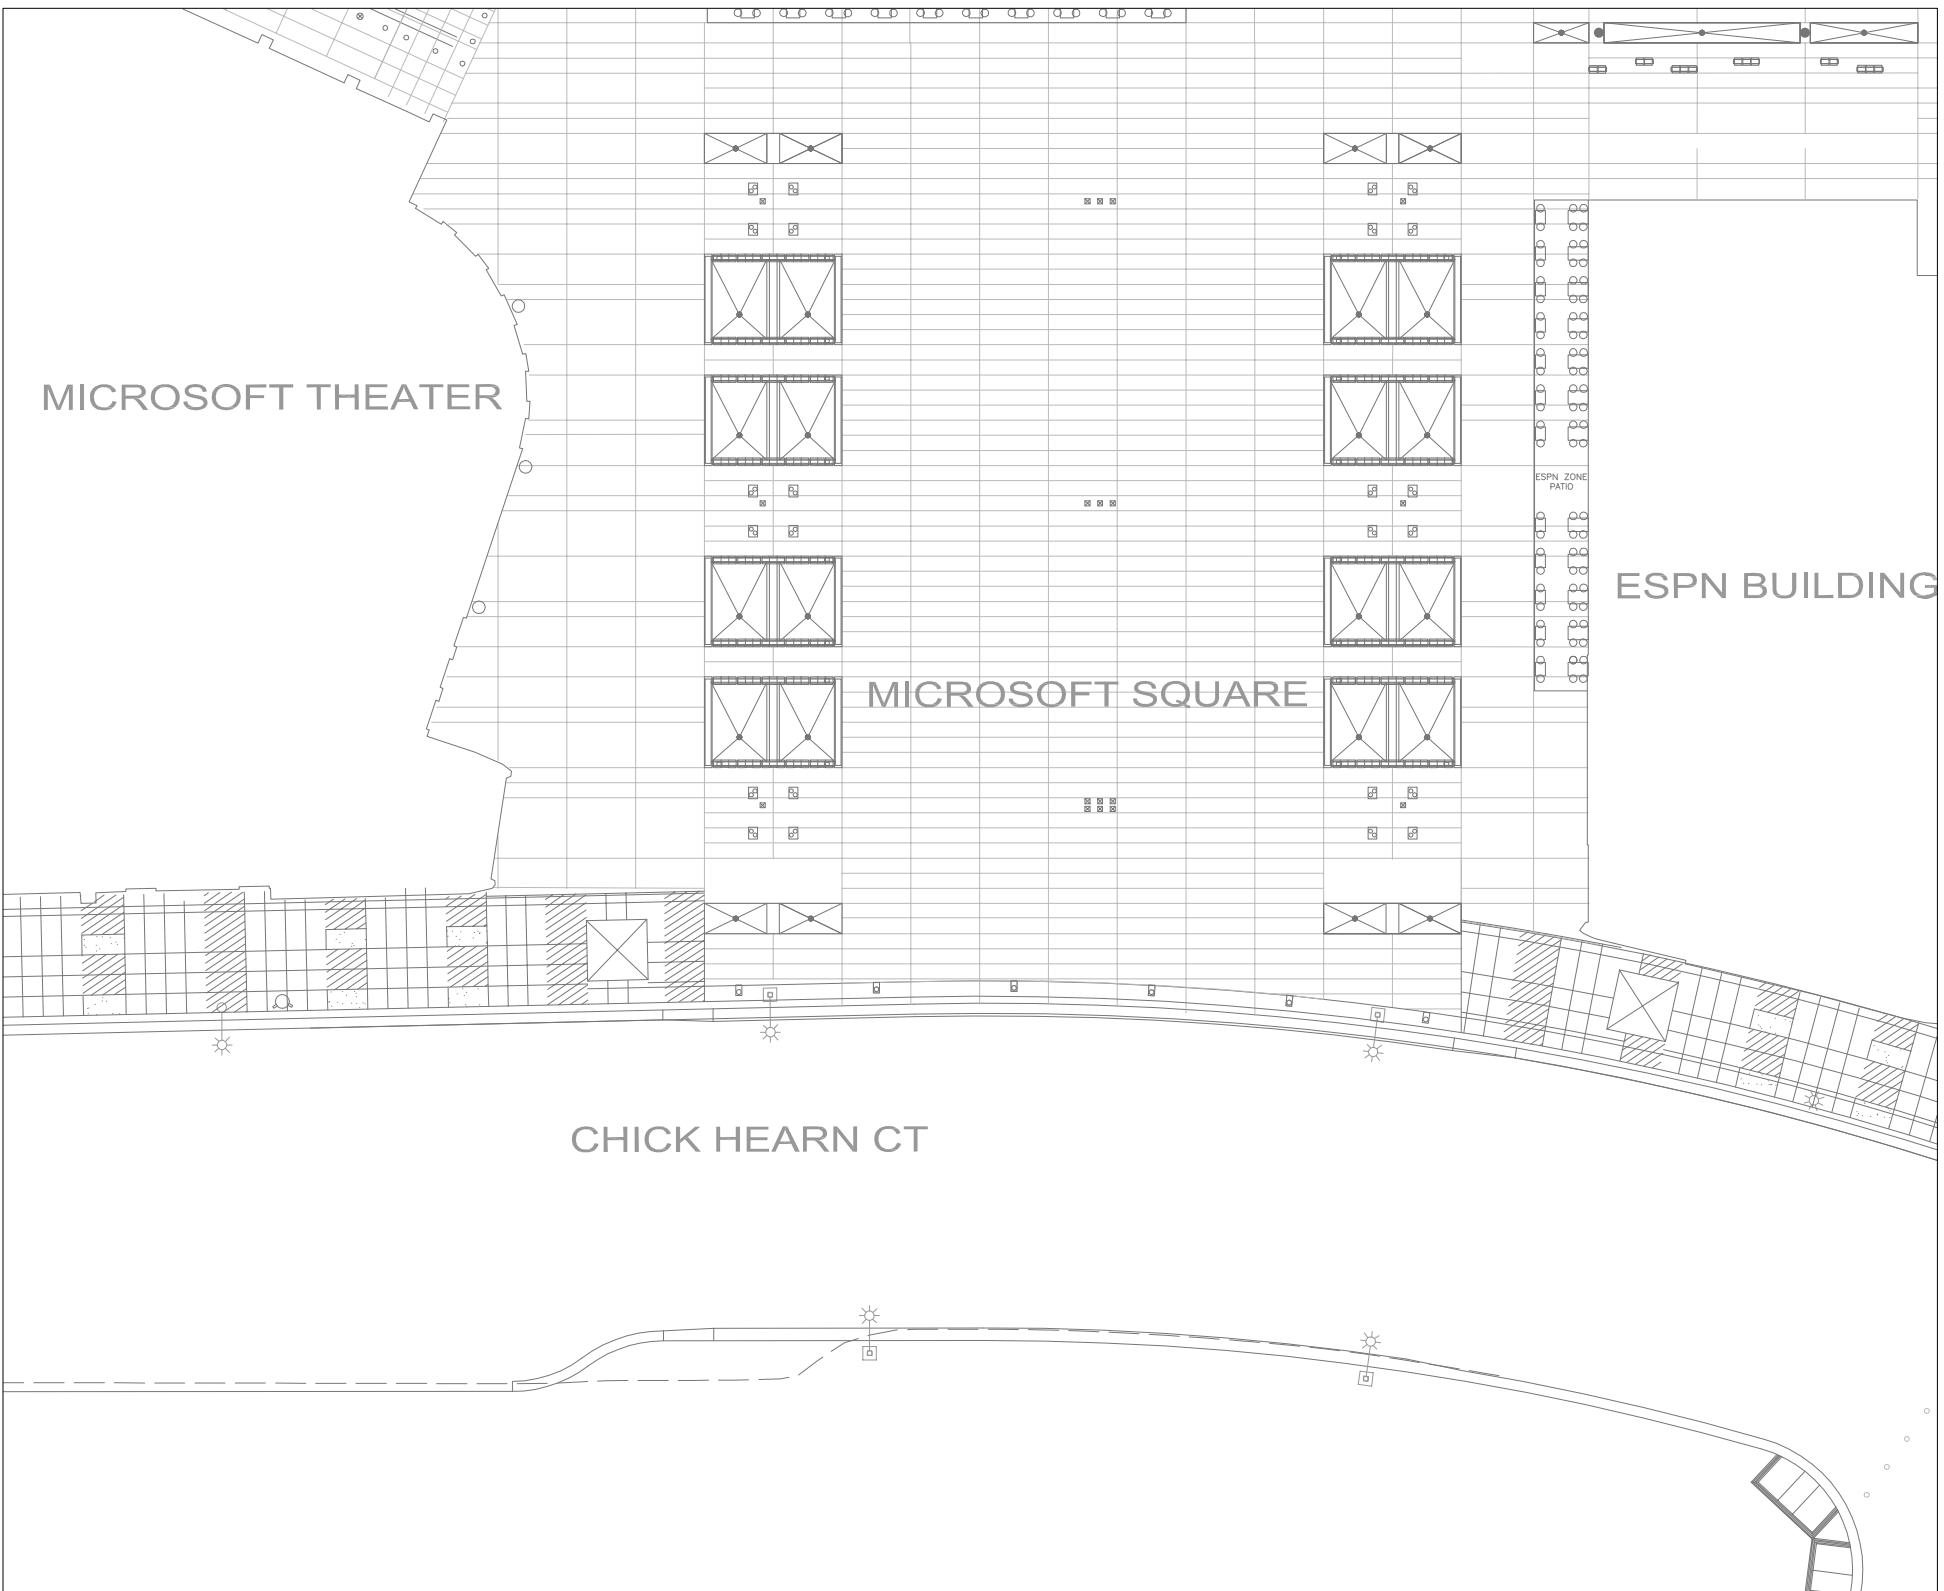 MICROSOFT THEATER
ESPN ZONE
PATIO
ESPN BUILDING
MICROSOFT SQUARE
CHICK HEARN CT